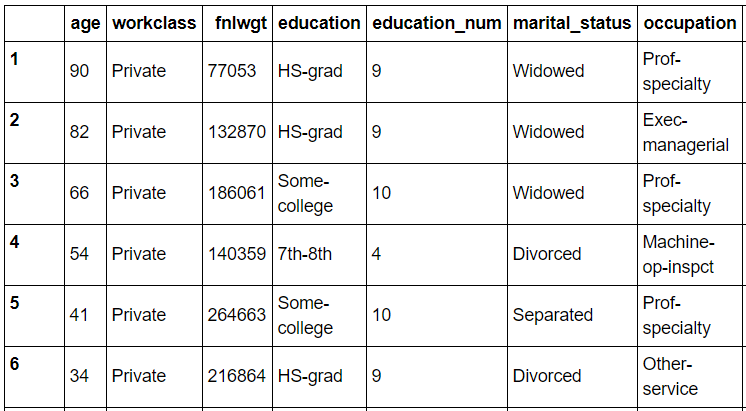 age workclass fnlwgt education education_num marital_status occupation
1 90 Private 77053 HS-grad 9 Widowed Prof-
specialty
2 82 Private 132870 HS-grad 9 Widowed Exec-
managerial
3 66 Private 186061 Some-
college 10 Widowed Prof-
specialty
4 54 Private 140359 7th-8th 4 Divorced Machine-
op-inspct
5 41 Private 264663 Some-
college 10 Separated Prof-
specialty
6 34 Private 216864 HS-grad 9 Divorced Other-
service